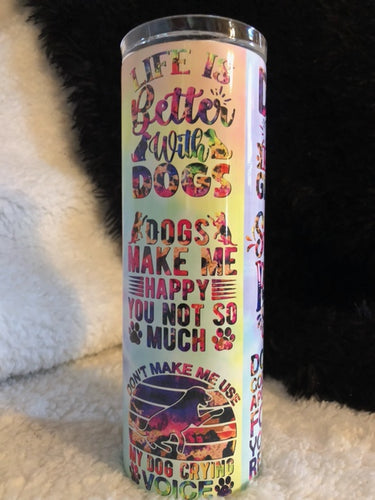 LIFE IS
Better
With
DOGS
DOGS
MAKE ME
HAPPY
YOU NOT SO
MUCH
DON'T MAKE ME USE
MY DOG CRYING
VOICE